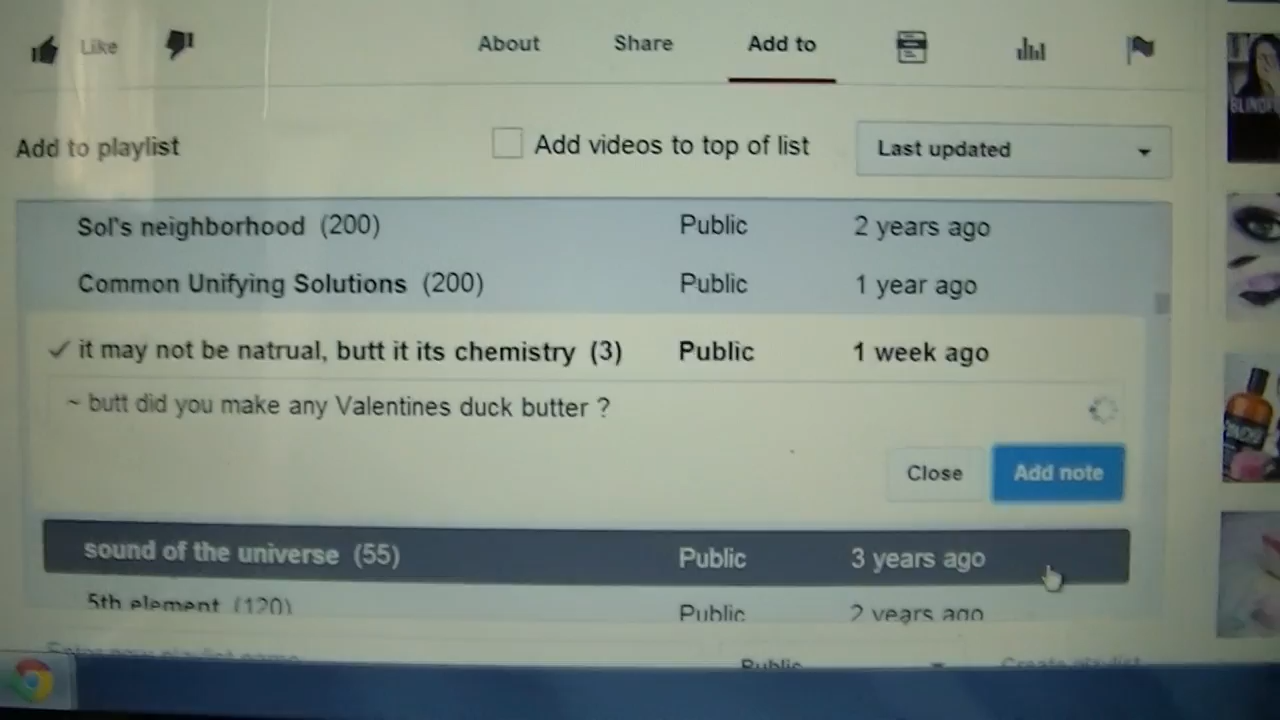 Like
About Share Add to
Add to playlist
Add videos to top of list
Last updated
Sol's neighborhood (200) Public 2 years ago
Common Unifying Solutions (200) Public 1 year ago
it may not be natrual, butt it its chemistry (3) Public 1 week ago
~ butt did you make any Valentines duck butter ?
Close Add note
sound of the universe (55) Public 3 years ago
5th element (120) Public 2 years ago
Public